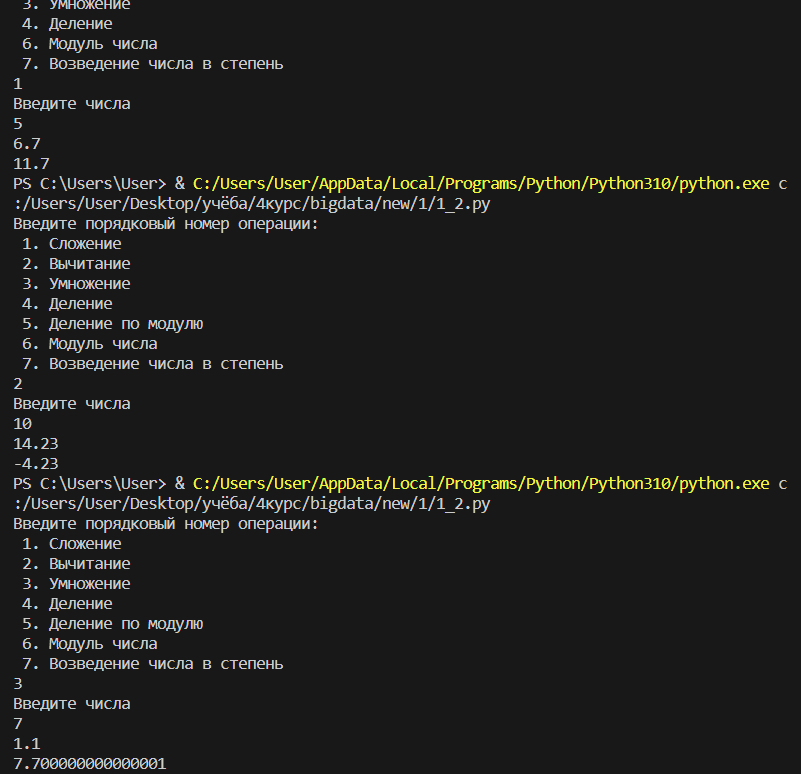 3. Умножение
4. Деление
6. Модуль числа
7. Возведение числа в степень
1
Введите числа
5
6.7
11.7
PS C:\Users\User> & C:/Users/User/AppData/Local/Programs/Python/Python310/python.exe c
:/Users/User/Desktop/учёба/4курс/bigdata/new/1/1_2.py
Введите порядковый номер операции:
1. Сложение
2. Вычитание
3. Умножение
4. Деление
5. Деление по модулю
6. Модуль числа
7. Возведение числа в степень
2
Введите числа
10
14.23
-4.23
PS C:\Users\User> & C:/Users/User/AppData/Local/Programs/Python/Python310/python.exe c
:/Users/User/Desktop/учёба/4курс/bigdata/new/1/1_2.py
Введите порядковый номер операции:
1. Сложение
2. Вычитание
3. Умножение
4. Деление
5. Деление по модулю
6. Модуль числа
7. Возведение числа в степень
3
Введите числа
7
1.1
7.700000000000001